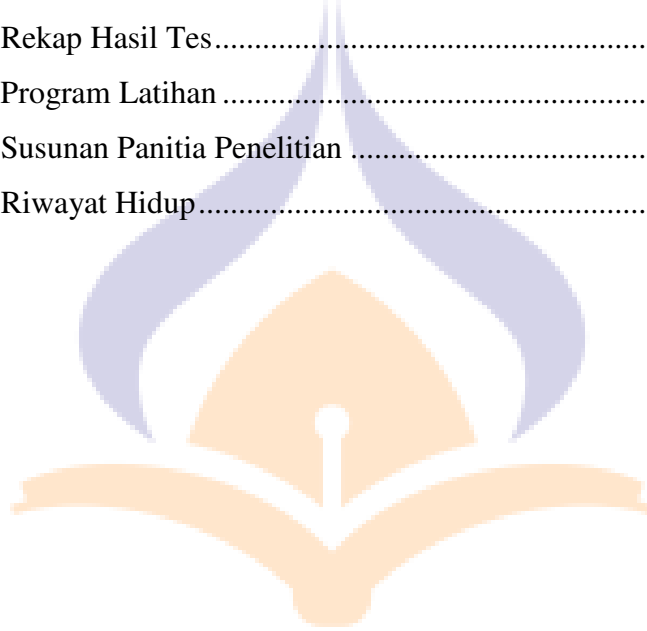 Rekap Hasil Tes......................................................
Program Latihan .....................................................
Susunan Panitia Penelitian .....................................
Riwayat Hidup........................................................